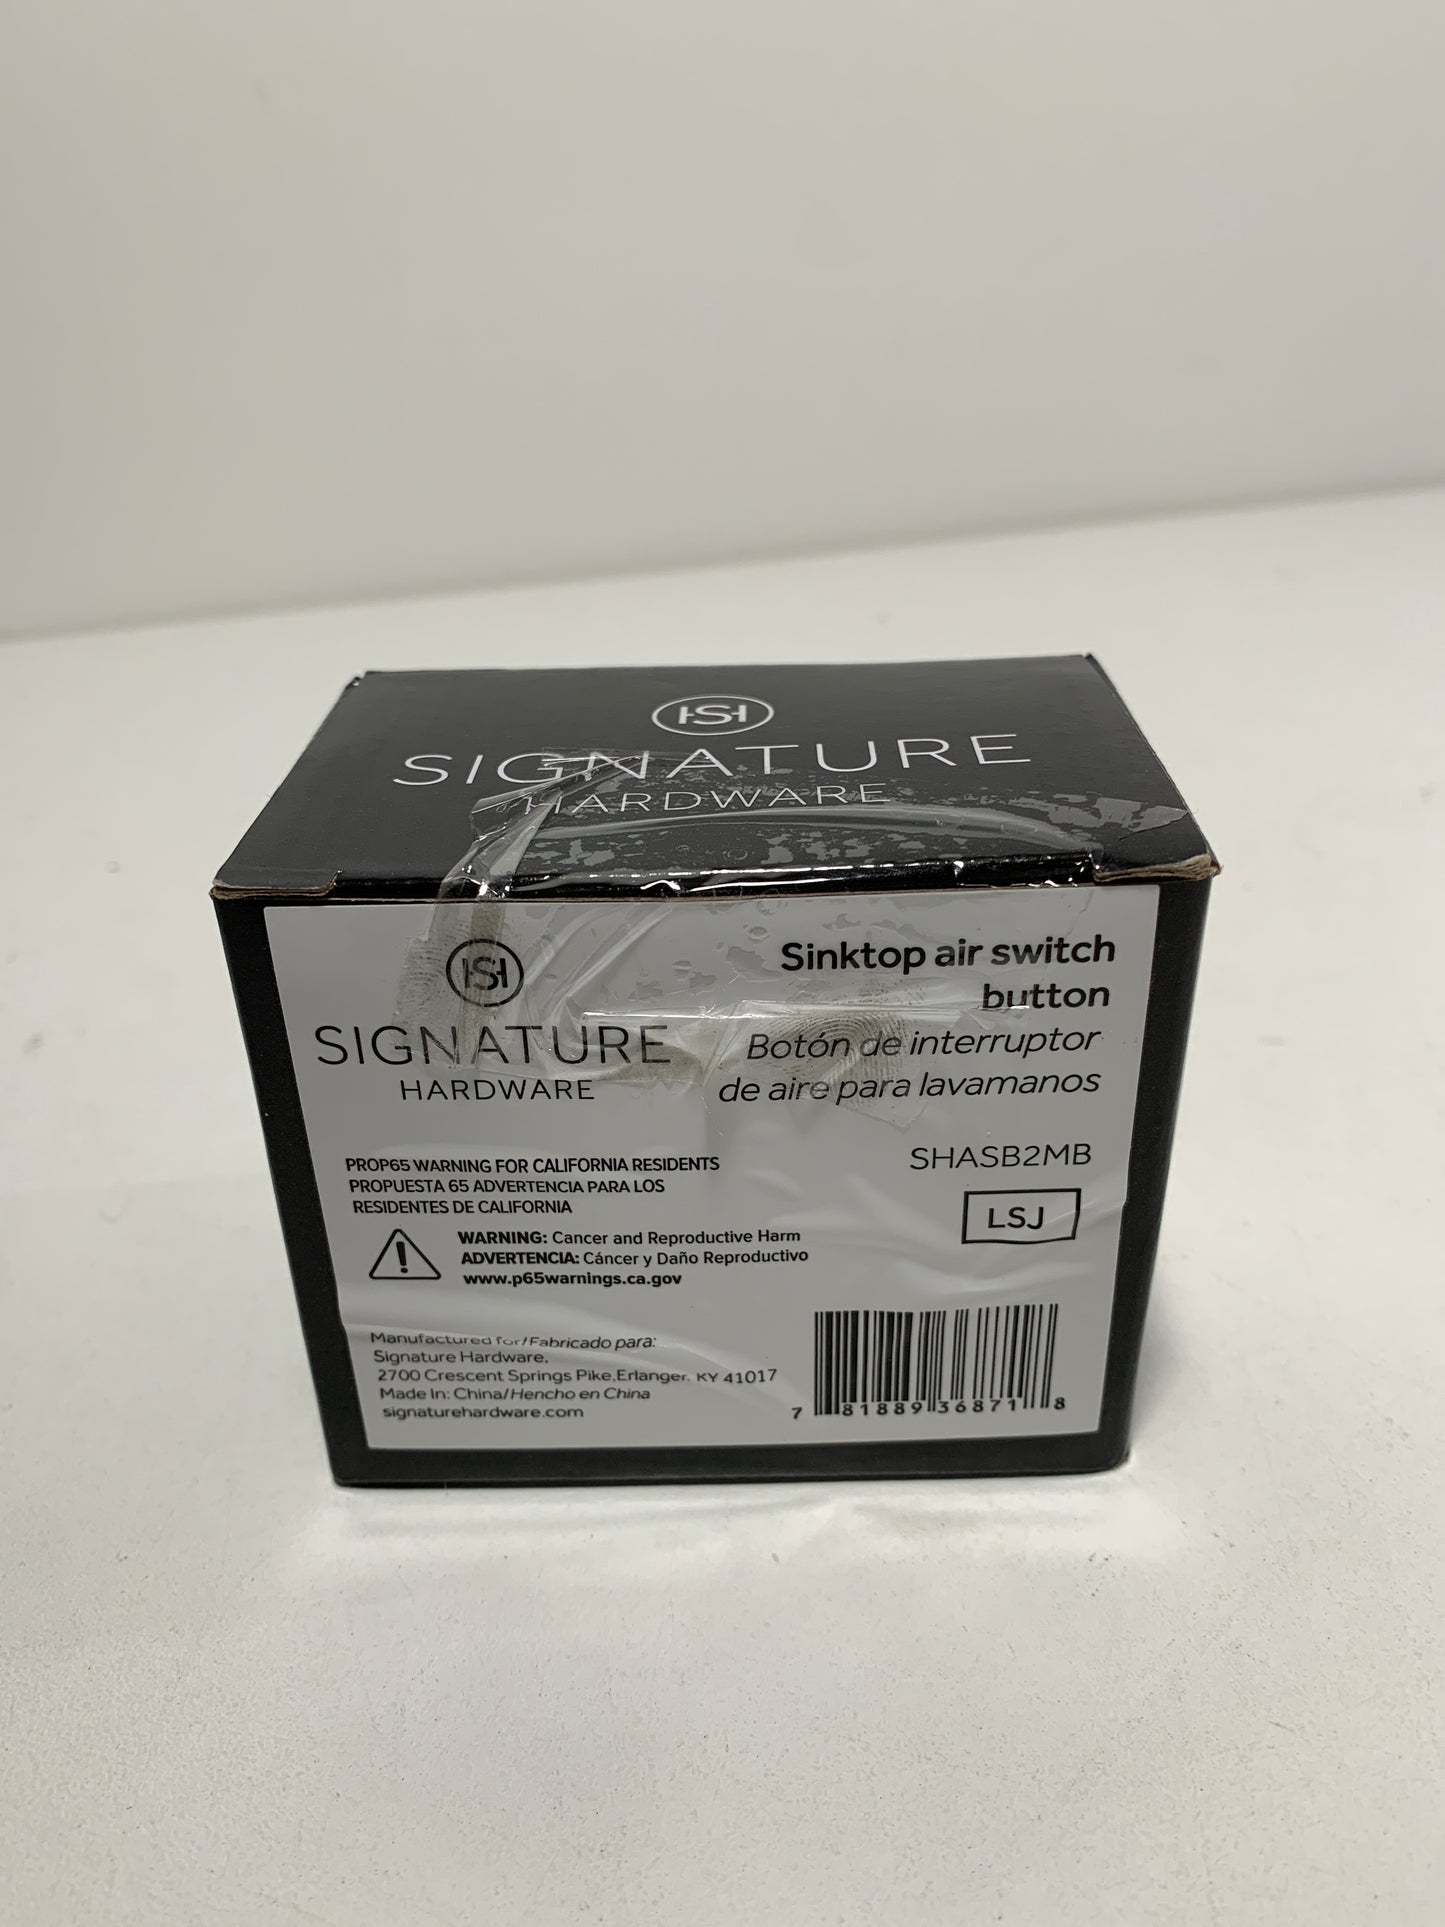 SH
SIGNATURE
HARDWARE
SH
SIGNATURE
HARDWARE
Sinktop air switch
button
Botón de interruptor
de aire para lavamanos
SHASB2MB
LSJ
PROP65 WARNING FOR CALIFORNIA RESIDENTS
PROPUESTA 65 ADVERTENCIA PARA LOS
RESIDENTES DE CALIFORNIA
WARNING: Cancer and Reproductive Harm
ADVERTENCIA: Cáncer y Daño Reproductivo
www.p65warnings.ca.gov
Manufactured for/Fabricado para:
Signature Hardware.
2700 Crescent Springs Pike.Erlanger. KY 41017
Made In: China/Hencho en China
signaturehardware.com
7 81889 36871 8